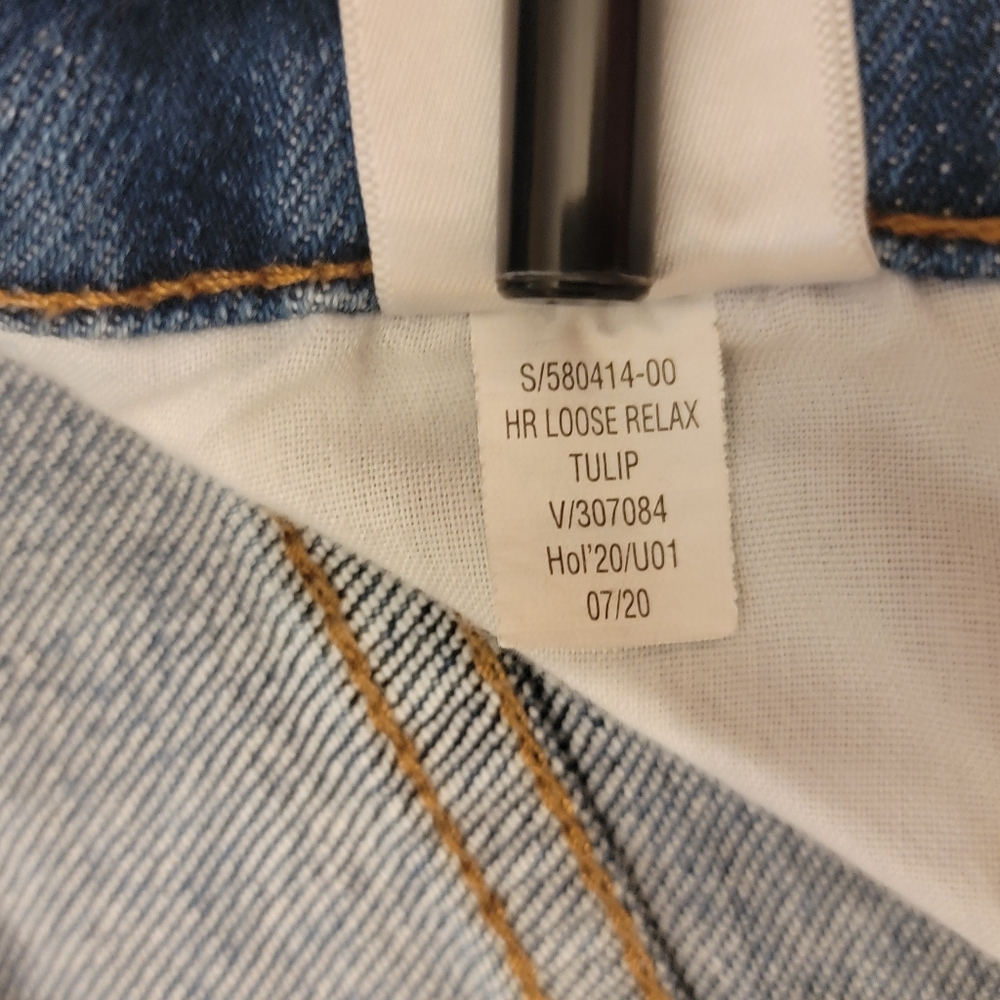 S/580414-00
HR LOOSE RELAX
TULIP
V/307084
Hol'20/U01
07/20